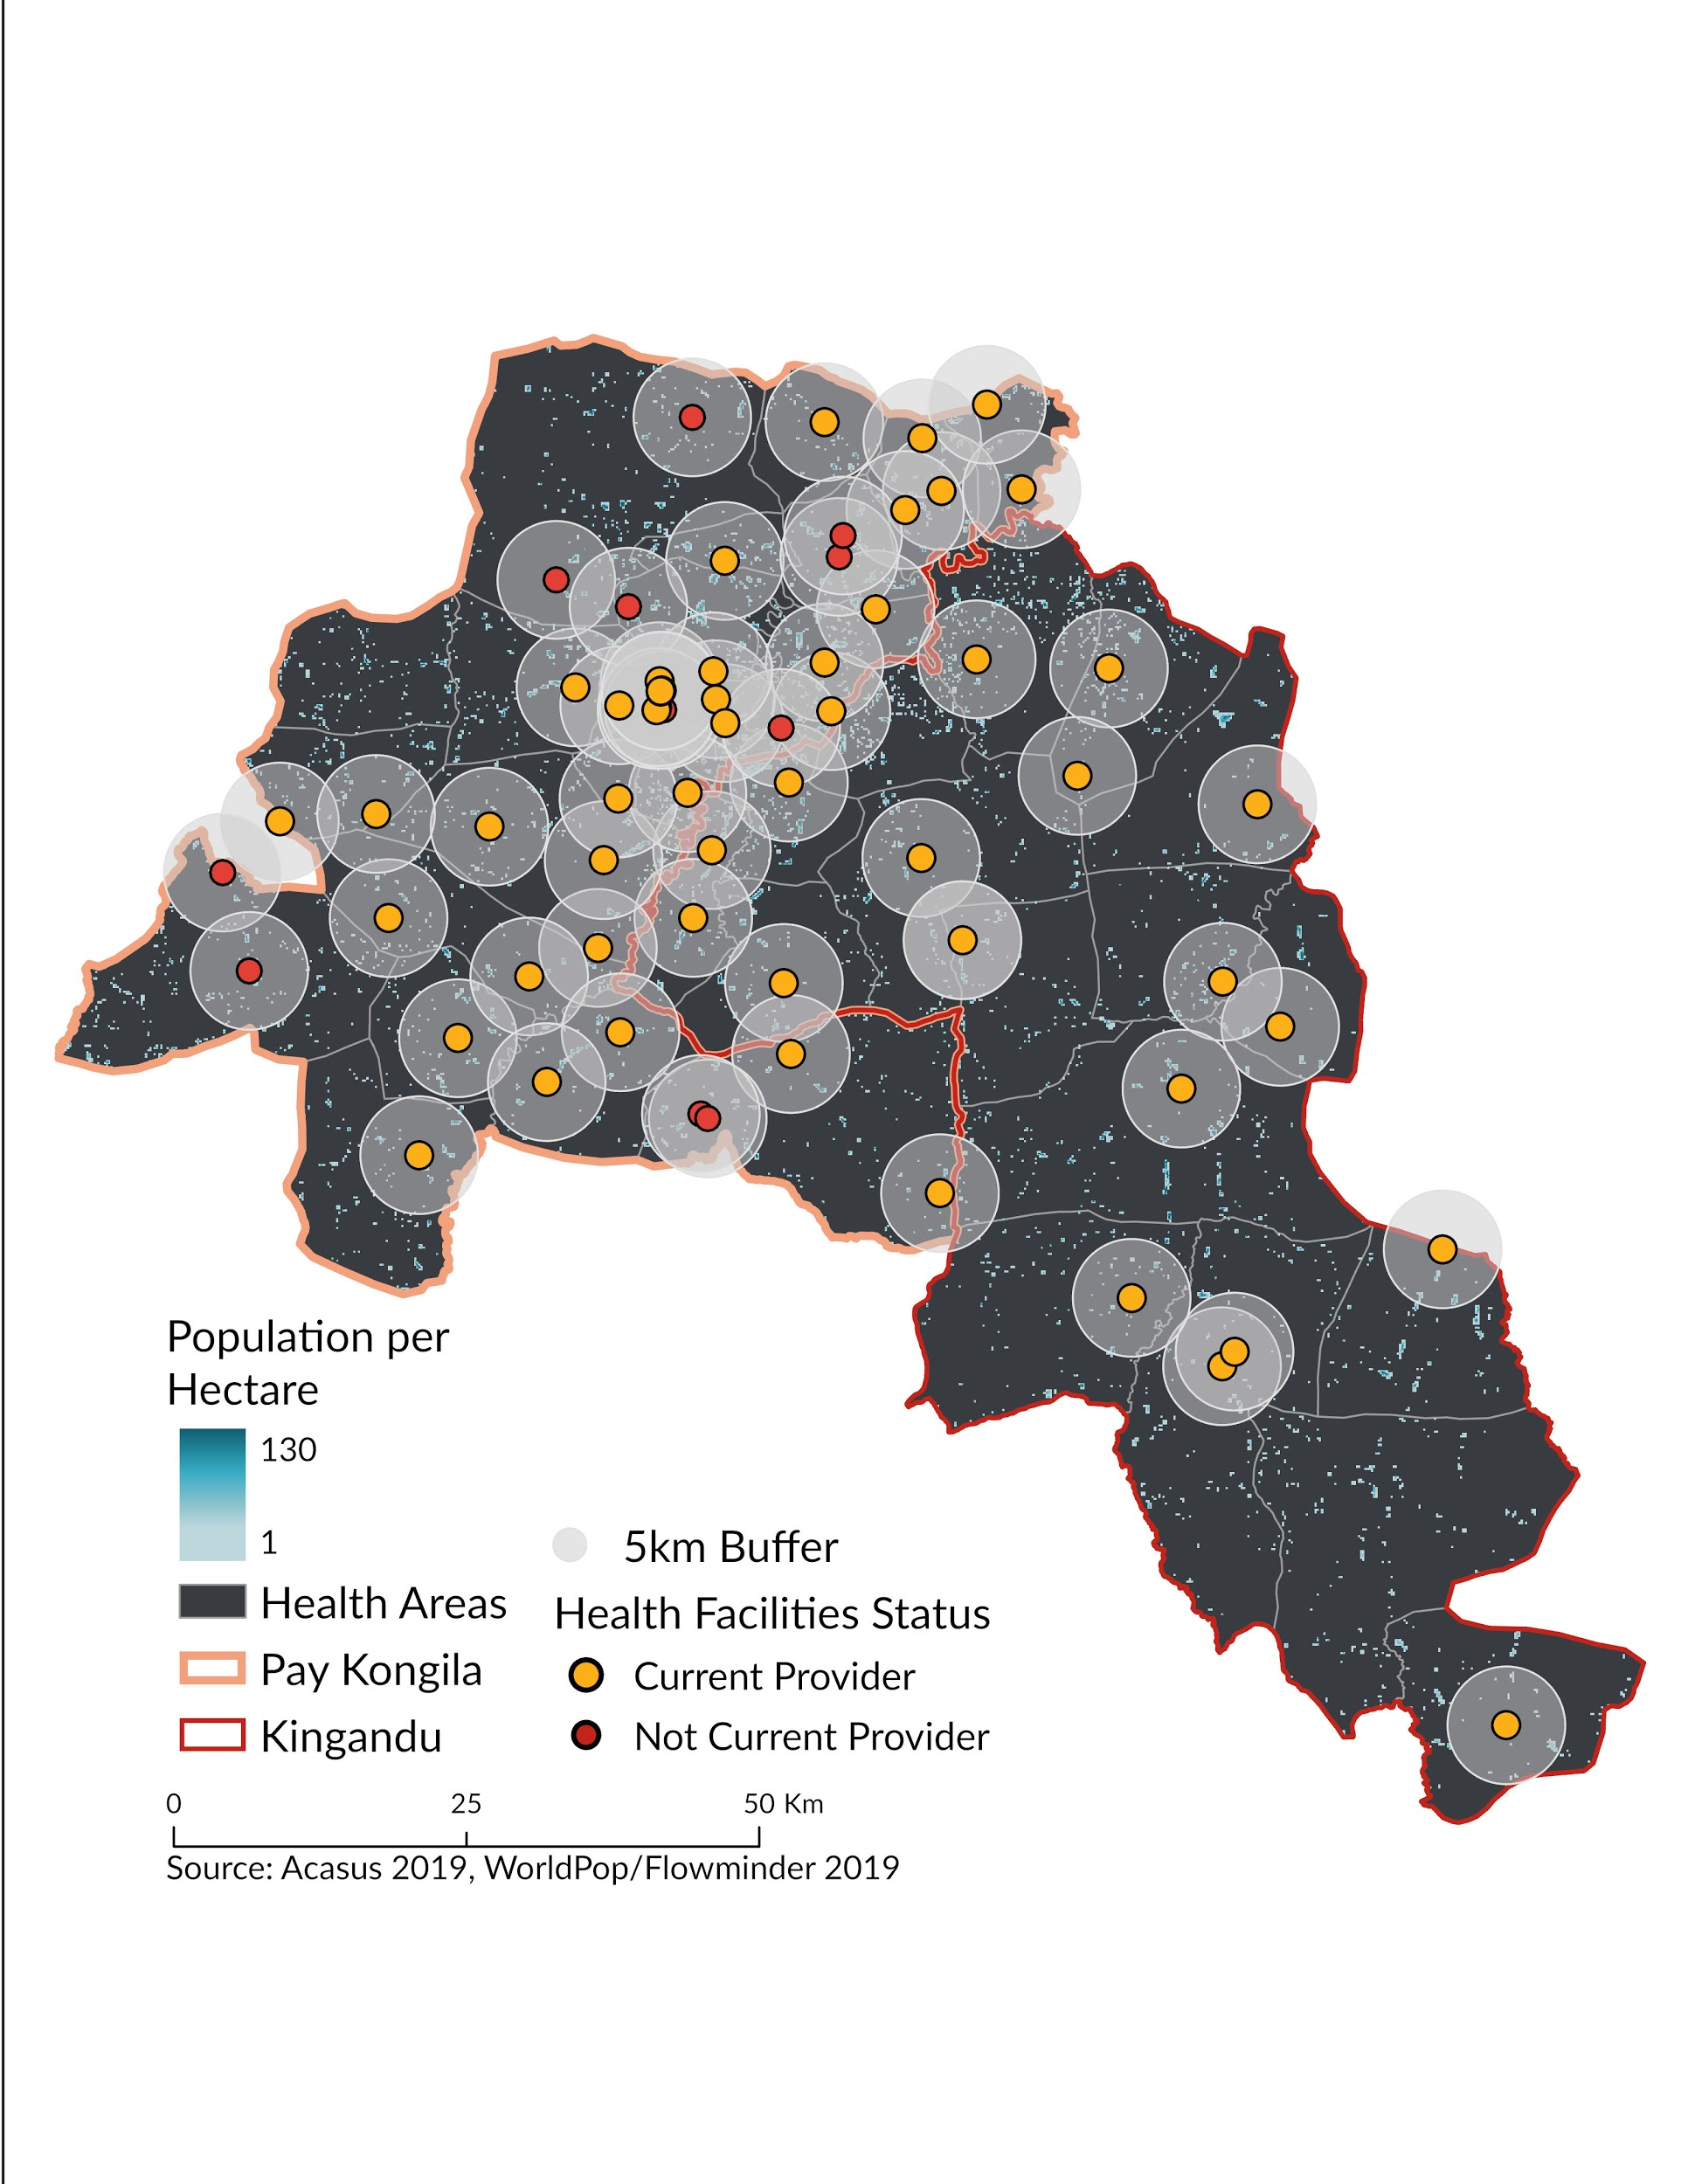 Population per
Hectare
130
1
Health Areas
Pay Kongila
Kingandu
5km Buffer
Health Facilities Status
Current Provider
Not Current Provider
0 25 50 Km
Source: Acasus 2019, WorldPop/Flowminder 2019